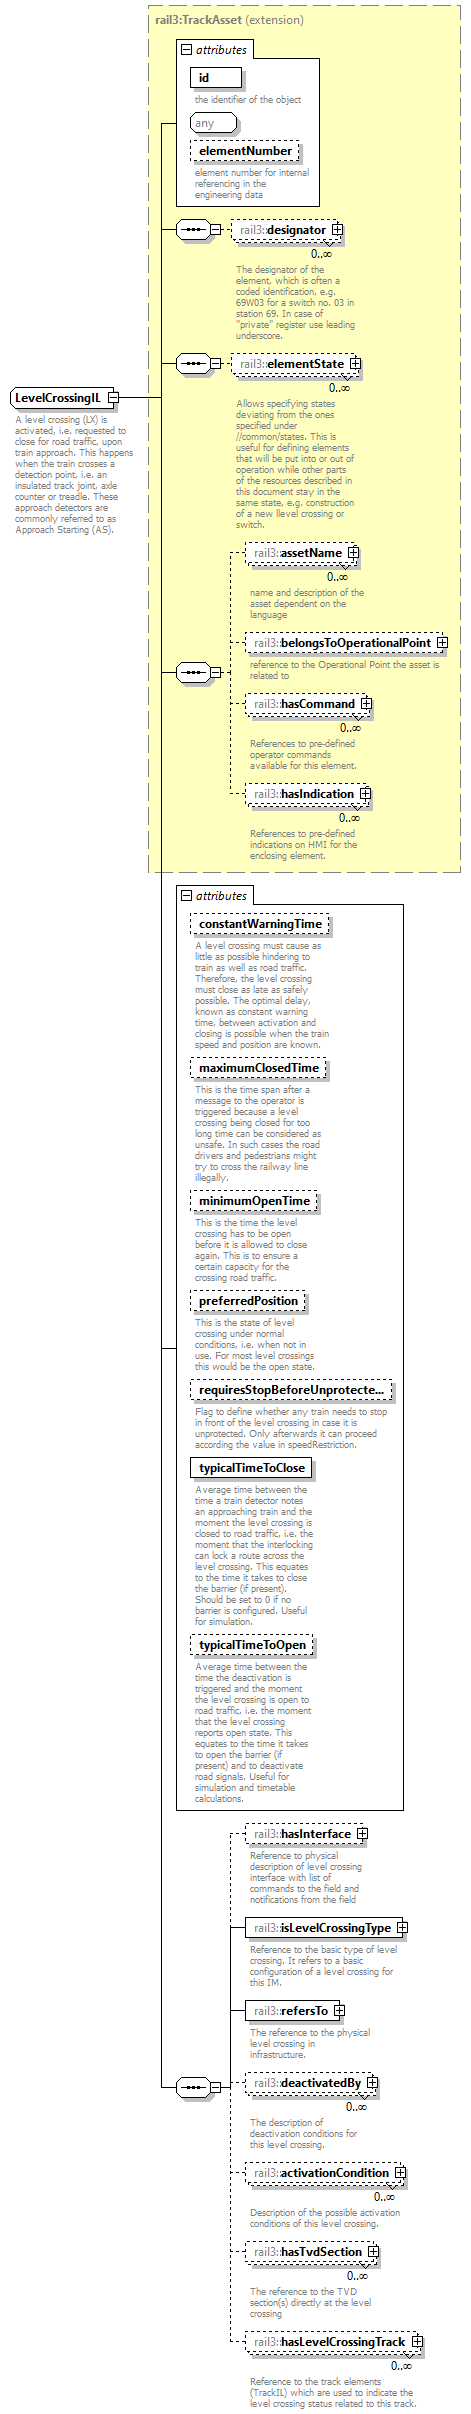 rail3:TrackAsset (extension)
attributes
id
the identifier of the object
any
elementNumber
element number for internal
referencing in the
engineering data
rail3::designator
0..∞
The designator of the
element, which is often a
coded identification, e.g.
69W03 for a switch no. 03 in
station 69. In case of
"private" register use leading
underscore.
rail3::elementState
0..∞
Allows specifying states
deviating from the ones
specified under
//common/states. This is
useful for defining elements
that will be put into or out of
operation while other parts
of the resources described in
this document stay in the
same state, e.g. construction
of a new llevel crossing or
switch.
LevelCrossingIL
A level crossing (LX) is
activated, i.e. requested to
close for road traffic, upon
train approach. This happens
when the train crosses a
detection point, i.e. an
insulated track joint, axle
counter or treadle. These
approach detectors are
commonly referred to as
Approach Starting (AS).
rail3::assetName
0..∞
name and description of the
asset dependent on the
language
rail3::belongsToOperationalPoint
reference to the Operational Point the asset is
related to
rail3::hasCommand
0..∞
References to pre-defined
operator commands
available for this element.
rail3::hasIndication
0..∞
References to pre-defined
indications on HMI for the
enclosing element.
attributes
constantWarningTime
A level crossing must cause as
little as possible hindering to
train as well as road traffic.
Therefore, the level crossing
must close as late as safely
possible. The optimal delay,
known as constant warning
time, between activation and
closing is possible when the train
speed and position are known.
maximumClosedTime
This is the time span after a
message to the operator is
triggered because a level
crossing being closed for too
long time can be considered as
unsafe. In such cases the road
drivers and pedestrians might
try to cross the railway line
illegally.
minimumOpenTime
This is the time the level
crossing has to be open
before it is allowed to close
again. This is to ensure a
certain capacity for the
crossing road traffic.
preferredPosition
This is the state of level
crossing under normal
conditions, i.e. when not in
use. For most level crossings
this would be the open state.
requiresStopBeforeUnprotecte...
Flag to define whether any train needs to stop
in front of the level crossing in case it is
unprotected. Only afterwards it can proceed
according the value in speedRestriction.
typicalTimeToClose
Average time between the
time a train detector notes
an approaching train and the
moment the level crossing is
closed to road traffic, i.e. the
moment that the interlocking
can lock a route across the
level crossing. This equates
to the time it takes to close
the barrier (if present).
Should be set to 0 if no
barrier is configured. Useful
for simulation.
typicalTimeToOpen
Average time between the
time the deactivation is
triggered and the moment
the level crossing is open to
road traffic, i.e. the moment
that the level crossing
reports open state. This
equates to the time it takes
to open the barrier (if
present) and to deactivate
road signals. Useful for
simulation and timetable
calculations.
rail3::hasInterface
Reference to physical
description of level crossing
interface with list of
commands to the field and
notifications from the field
rail3::isLevelCrossingType
Reference to the basic type of level
crossing. It refers to a basic
configuration of a level crossing for
this IM.
rail3::refersTo
The reference to the physical
level crossing in
infrastructure.
rail3::deactivatedBy
0..∞
The description of
deactivation conditions for
this level crossing.
rail3::activationCondition
0..∞
Description of the possible activation
conditions of this level crossing.
rail3::hasTvdSection
0..∞
The reference to the TVD
section(s) directly at the level
crossing
rail3::hasLevelCrossingTrack
0..∞
Reference to the track elements
(TrackIL) which are used to indicate the
level crossing status related to this track.